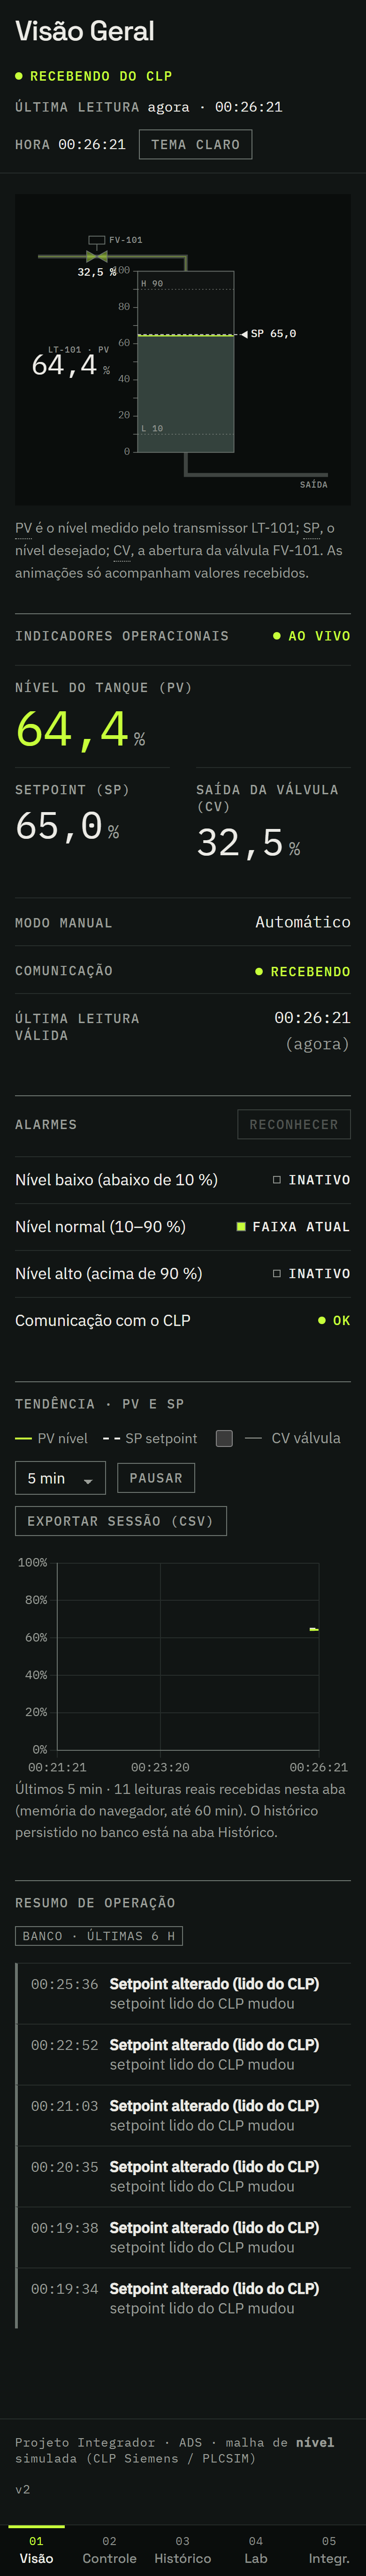 Visão Geral
RECEBENDO DO CLP
ÚLTIMA LEITURA agora · 00:26:21
HORA 00:26:21 TEMA CLARO
FV-101
32,5 %
100
H 90
80
SP 65,0
60
LT-101 · PV
64,4 %
40
20
L 10
0
SAÍDA
PV é o nível medido pelo transmissor LT-101; SP, o
nível desejado; CV, a abertura da válvula FV-101. As
animações só acompanham valores recebidos.
INDICADORES OPERACIONAIS AO VIVO
NÍVEL DO TANQUE (PV)
64,4 %
SETPOINT (SP)
65,0 %
SAÍDA DA VÁLVULA
(CV)
32,5 %
MODO MANUAL Automático
COMUNICAÇÃO RECEBENDO
ÚLTIMA LEITURA
VÁLIDA
00:26:21
(agora)
ALARMES RECONHECER
Nível baixo (abaixo de 10 %) INATIVO
Nível normal (10–90 %) FAIXA ATUAL
Nível alto (acima de 90 %) INATIVO
Comunicação com o CLP OK
TENDÊNCIA · PV E SP
PV nível SP setpoint CV válvula
5 min PAUSAR
EXPORTAR SESSÃO (CSV)
100%
80%
60%
40%
20%
0%
00:21:21 00:23:20 00:26:21
Últimos 5 min · 11 leituras reais recebidas nesta aba
(memória do navegador, até 60 min). O histórico
persistido no banco está na aba Histórico.
RESUMO DE OPERAÇÃO
BANCO · ÚLTIMAS 6 H
00:25:36 Setpoint alterado (lido do CLP)
setpoint lido do CLP mudou
00:22:52 Setpoint alterado (lido do CLP)
setpoint lido do CLP mudou
00:21:03 Setpoint alterado (lido do CLP)
setpoint lido do CLP mudou
00:20:35 Setpoint alterado (lido do CLP)
setpoint lido do CLP mudou
00:19:38 Setpoint alterado (lido do CLP)
setpoint lido do CLP mudou
00:19:34 Setpoint alterado (lido do CLP)
setpoint lido do CLP mudou
Projeto Integrador · ADS · malha de nível
simulada (CLP Siemens / PLCSIM)
v2
01 02 03 04 05
Visão Controle Histórico Lab Integr.